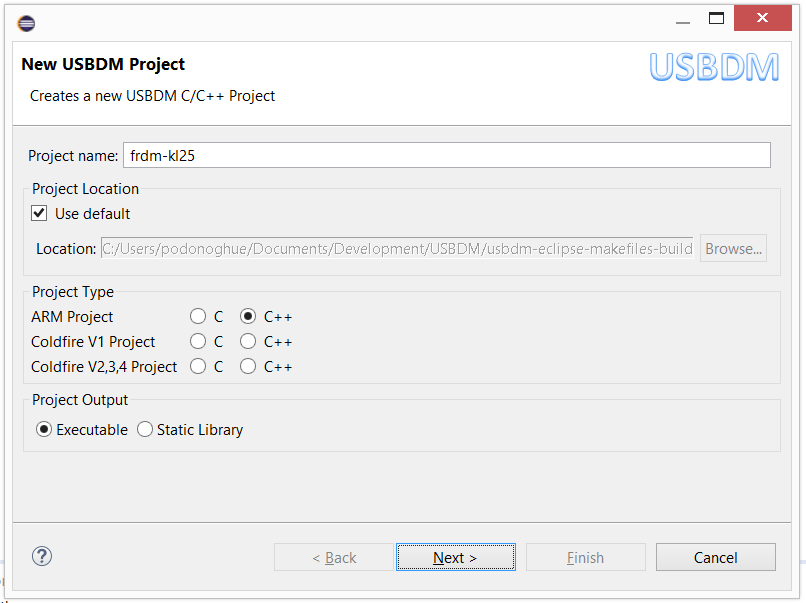 New USBDM Project
USBDM
Creates a new USBDM C/C++ Project
Project name: frdm-kl25
Project Location
Use default
Location: C:/Users/podonoghue/Documents/Development/USBDM/usbdm-eclipse-makefiles-build Browse...
Project Type
ARM Project C C++
Coldfire V1 Project C C++
Coldfire V2,3,4 Project C C++
Project Output
Executable Static Library
? < Back Next > Finish Cancel